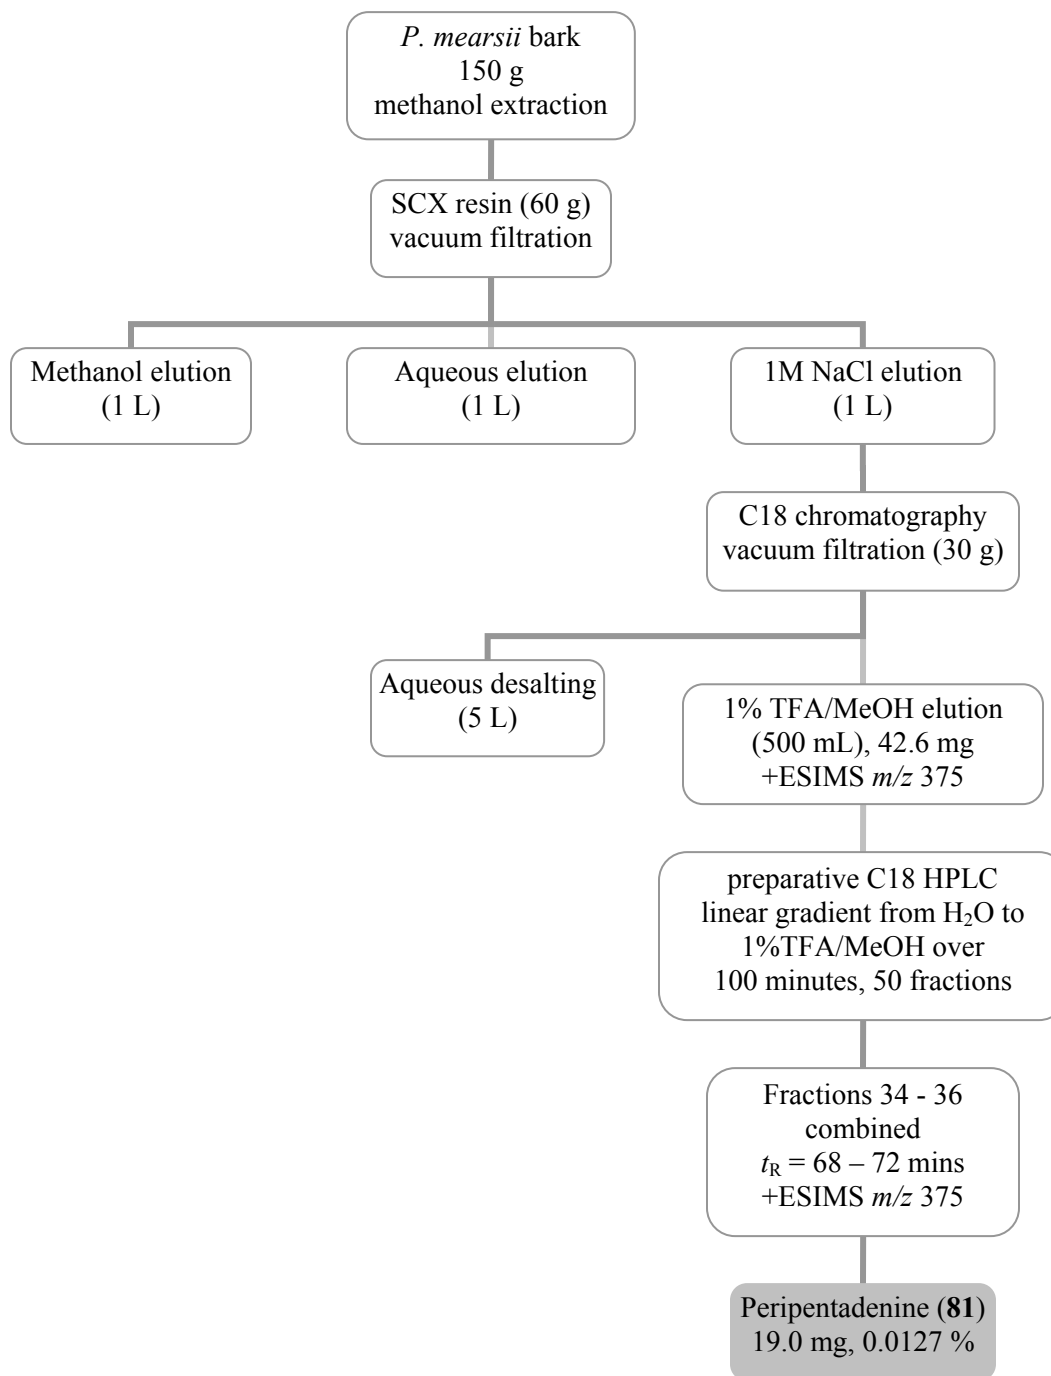 P. mearsii bark
150 g
methanol extraction
SCX resin (60 g)
vacuum filtration
Methanol elution
(1 L)
Aqueous elution
(1 L)
1M NaCl elution
(1 L)
C18 chromatography
vacuum filtration (30 g)
Aqueous desalting
(5 L)
1% TFA/MeOH elution
(500 mL), 42.6 mg
+ESIMS m/z 375
preparative C18 HPLC
linear gradient from H₂O to
1%TFA/MeOH over
100 minutes, 50 fractions
Fractions 34 - 36
combined
tR = 68 – 72 mins
+ESIMS m/z 375
Peripentadenine (81)
19.0 mg, 0.0127 %